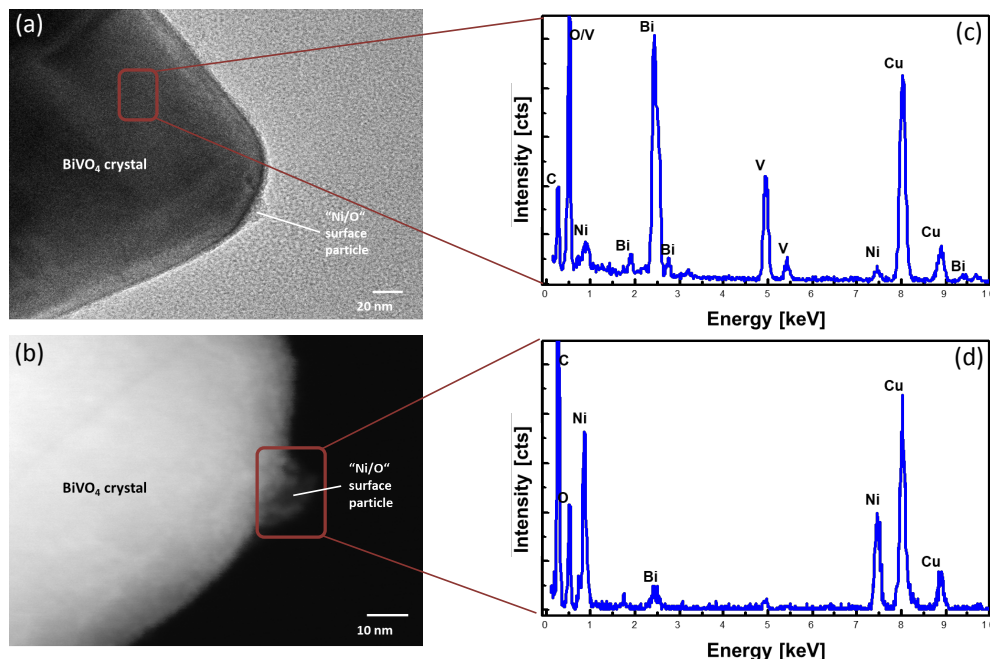 (a)
BiVO₄ crystal
“Ni/O“
surface
particle
20 nm
(c)
O/V
Bi
Cu
C
V
Ni
Bi
Bi
V
Ni
Cu
Bi
Intensity [cts]
0 1 2 3 4 5 6 7 8 9 10
Energy [keV]
(b)
BiVO₄ crystal
“Ni/O“
surface
particle
10 nm
(d)
C
Cu
Ni
O
Ni
Bi
Cu
Intensity [cts]
0 1 2 3 4 5 6 7 8 9 10
Energy [keV]